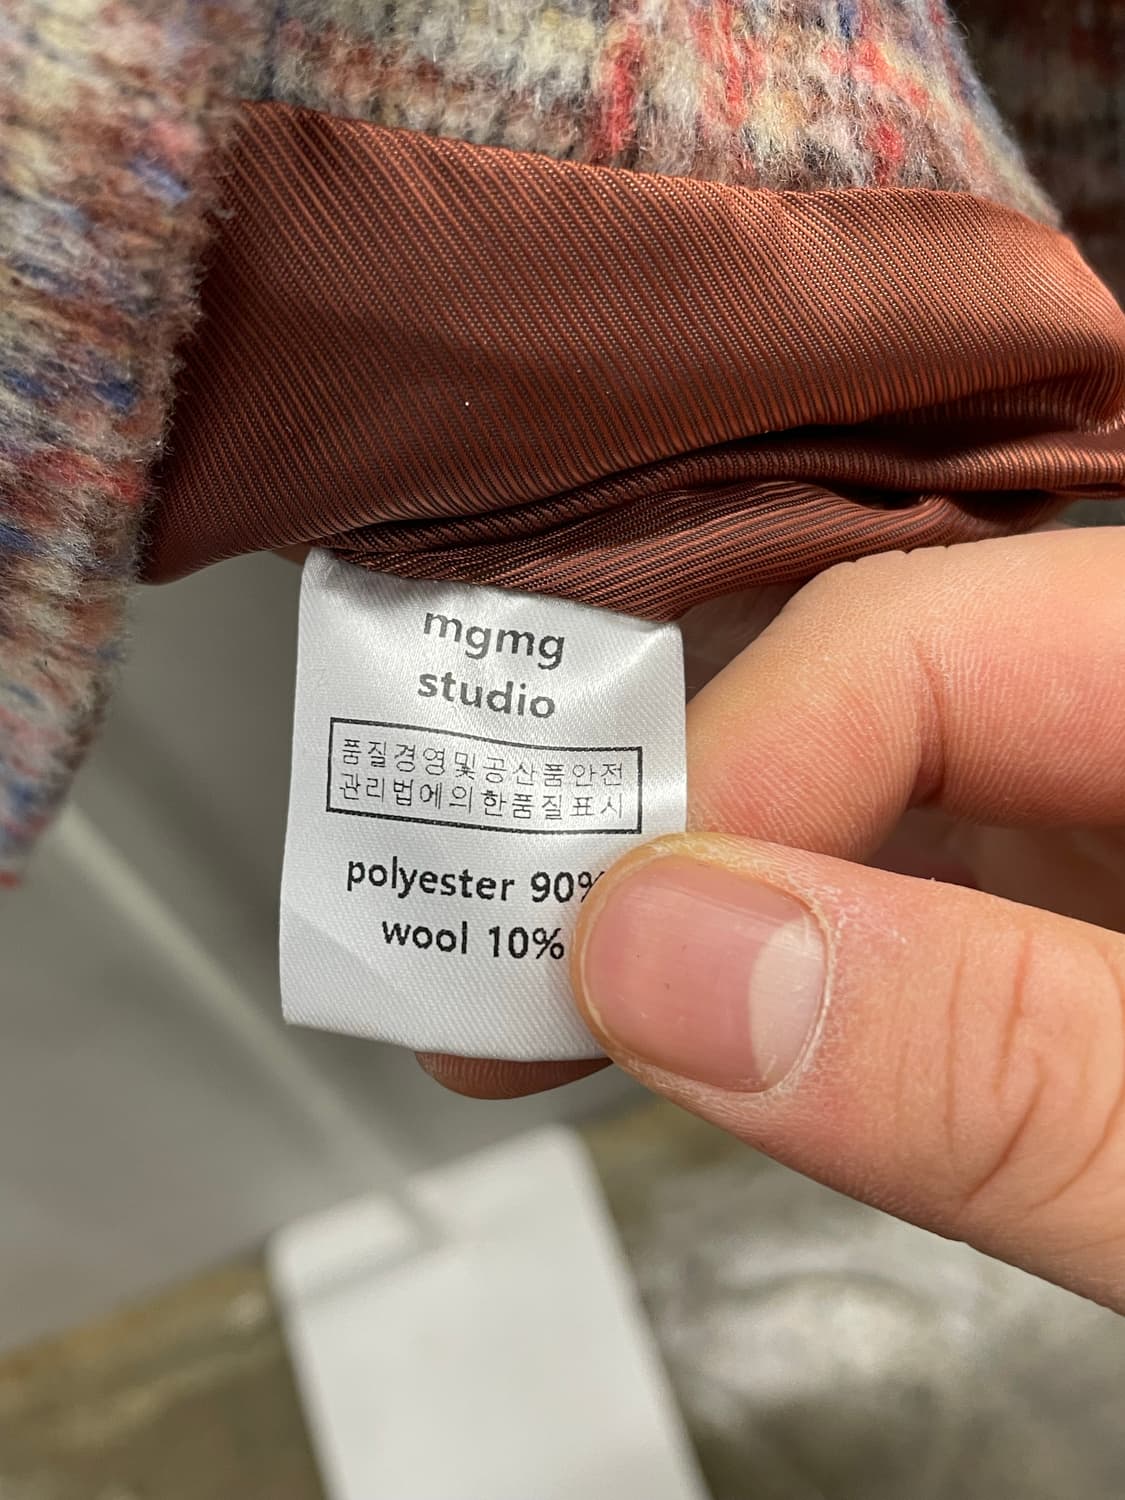 mgmg
studio
품질경영및공산품안전
관리법에의한품질표시
polyester 90%
wool 10%